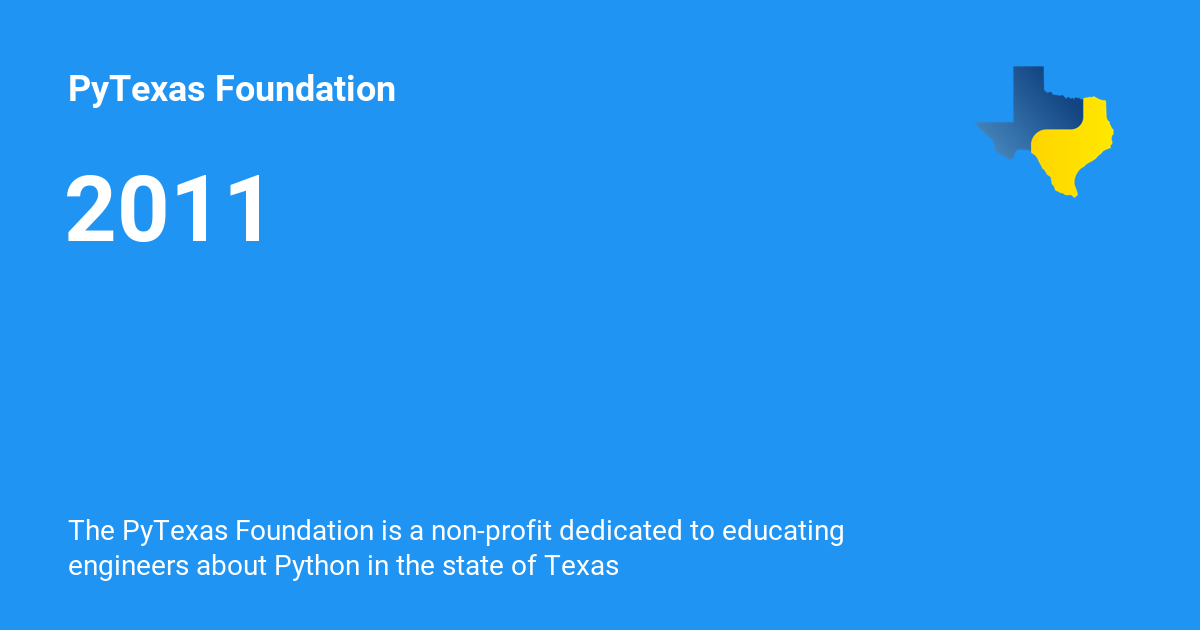 PyTexas Foundation
2011
The PyTexas Foundation is a non-profit dedicated to educating
engineers about Python in the state of Texas